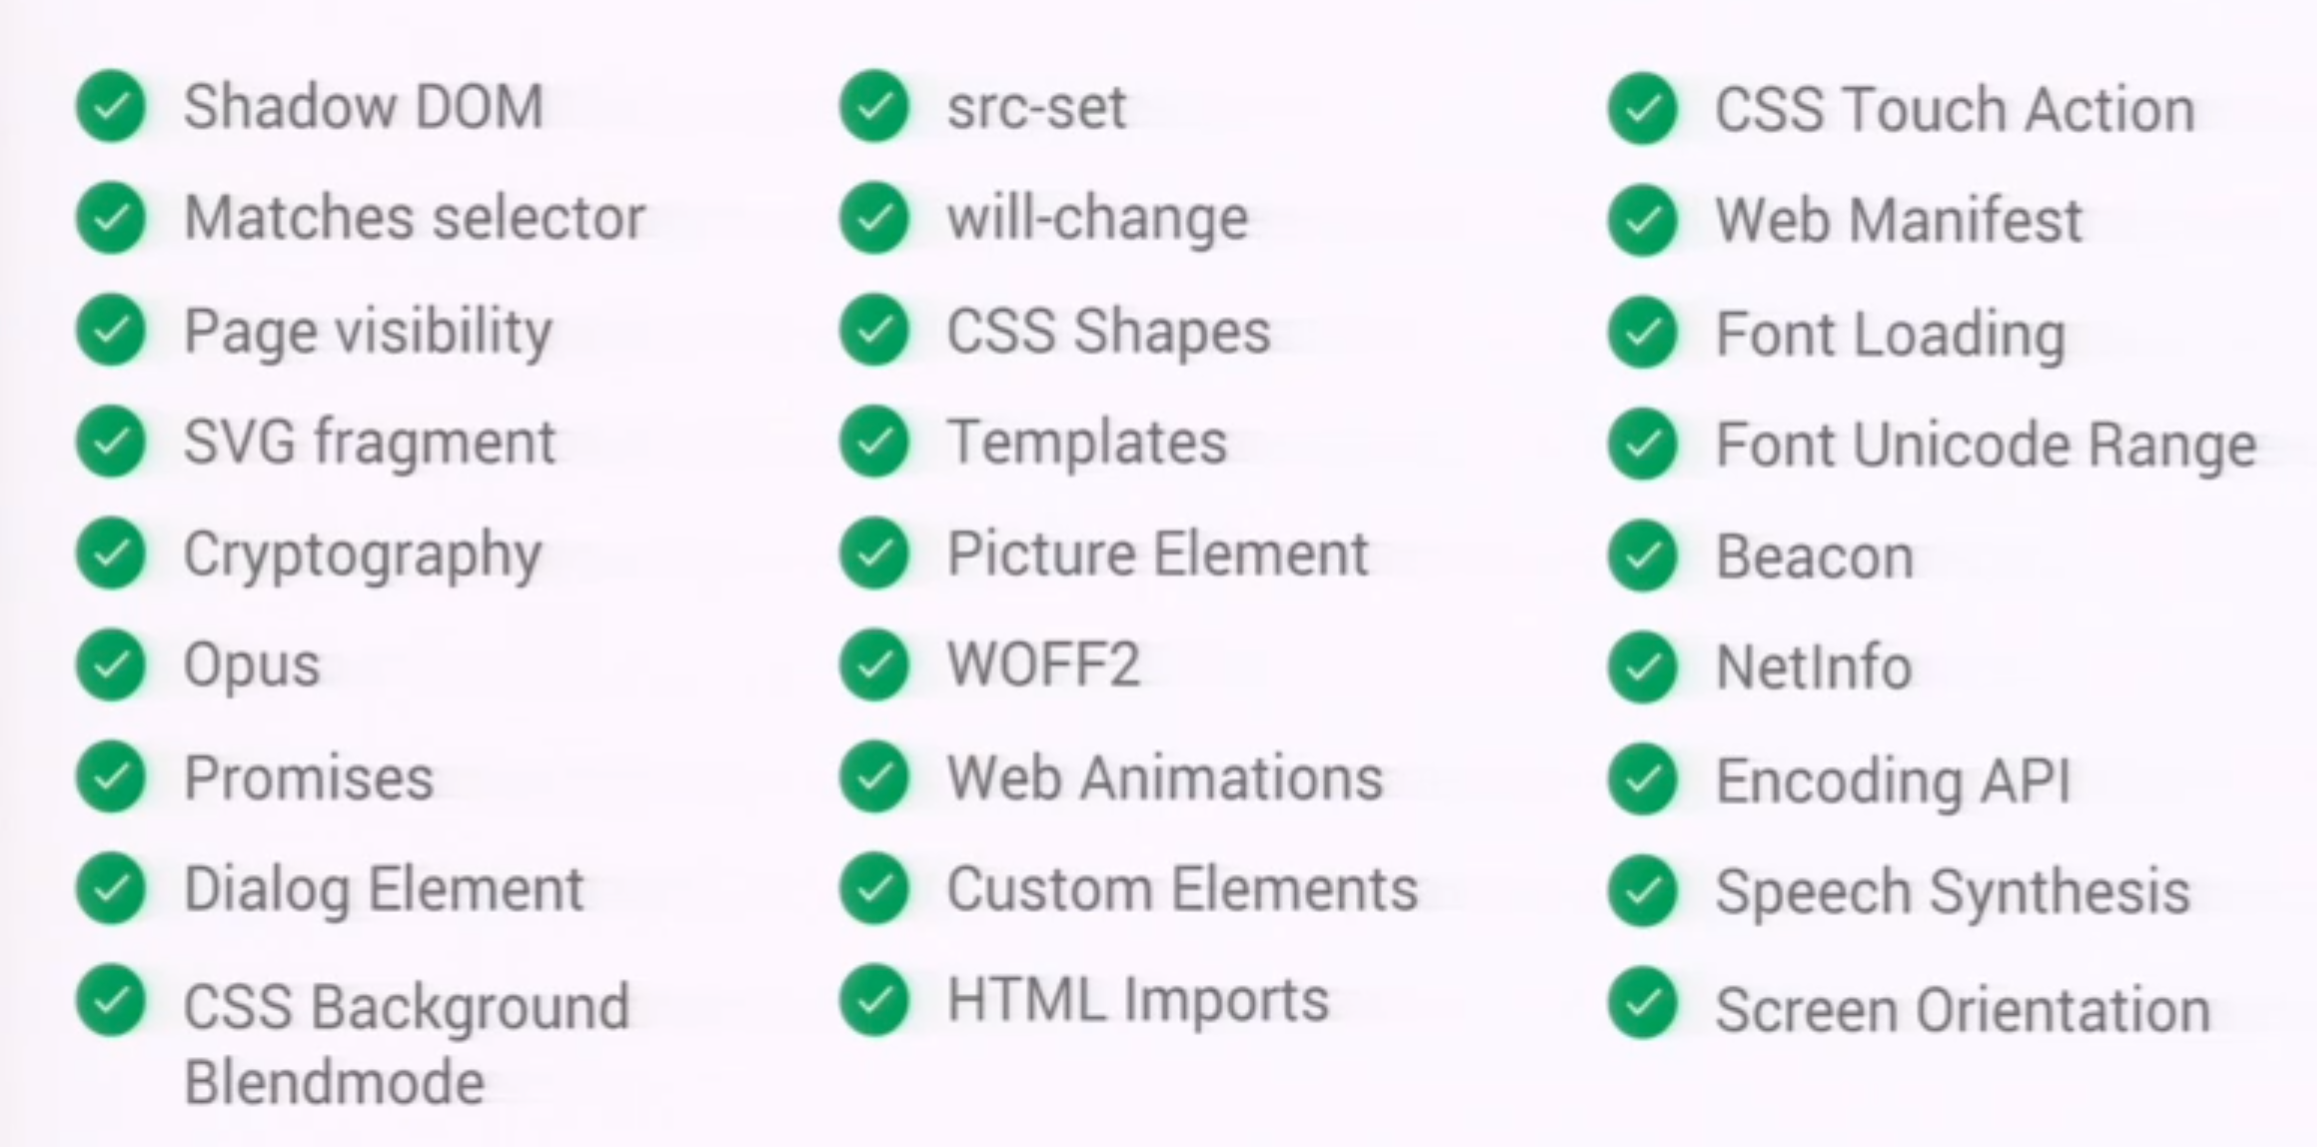 Shadow DOM
Matches selector
Page visibility
SVG fragment
Cryptography
Opus
Promises
Dialog Element
CSS Background
Blendmode
src-set
will-change
CSS Shapes
Templates
Picture Element
WOFF2
Web Animations
Custom Elements
HTML Imports
CSS Touch Action
Web Manifest
Font Loading
Font Unicode Range
Beacon
NetInfo
Encoding API
Speech Synthesis
Screen Orientation